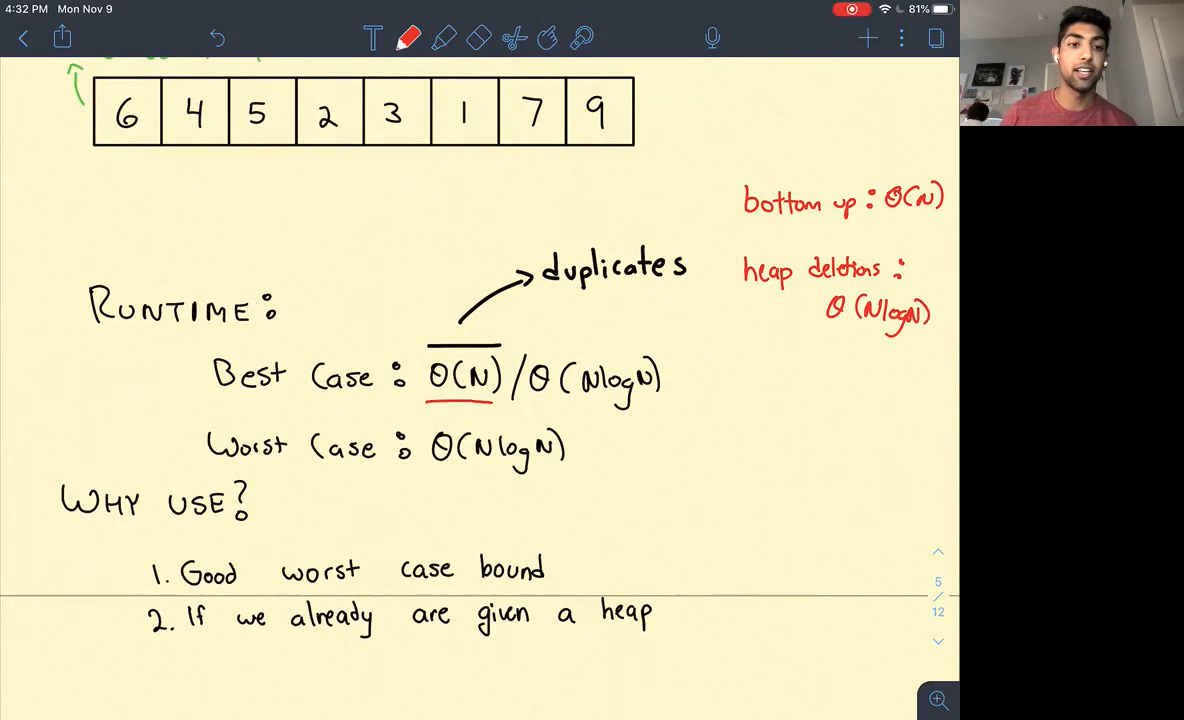 4:32 PM Mon Nov 9
81%
6 4 5 2 3 1 7 9
bottom up : Θ(N)
duplicates
heap deletions :
Θ(NlogN)
RUNTIME:
Best Case : Θ(N)/Θ(NlogN)
Worst Case : Θ(NlogN)
WHY USE?
1. Good worst case bound
2. If we already are given a heap
5
/
12